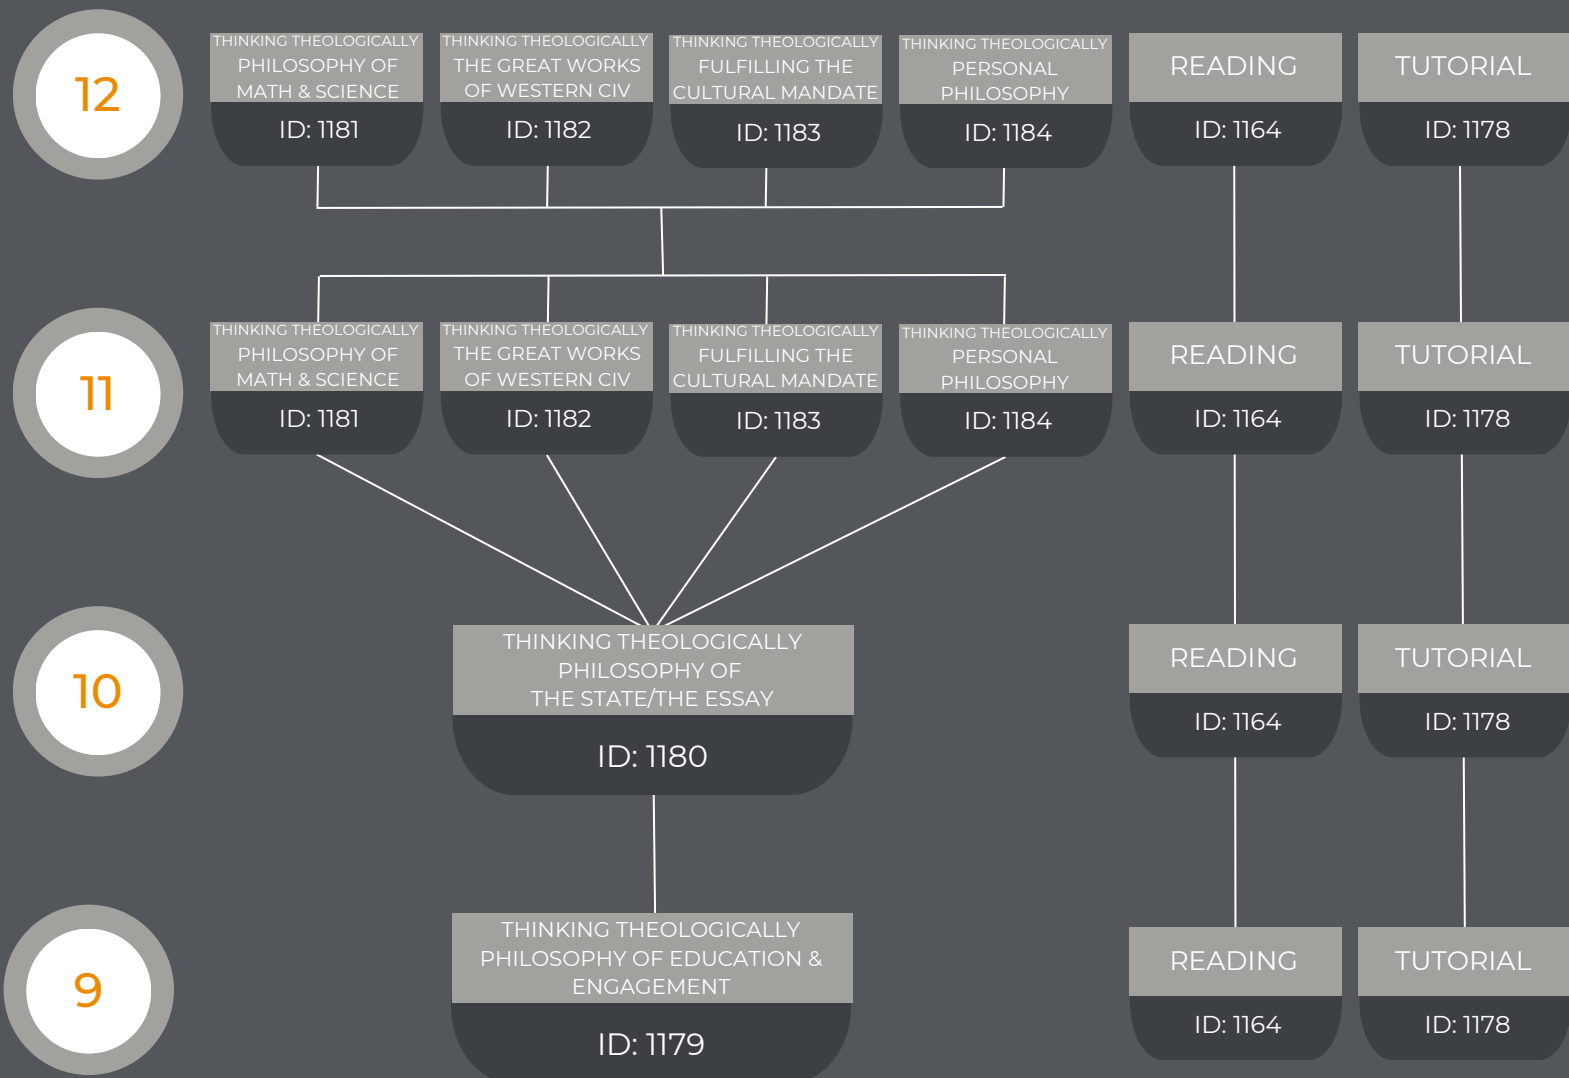 12
THINKING THEOLOGICALLY
PHILOSOPHY OF
MATH & SCIENCE
ID: 1181
THINKING THEOLOGICALLY
THE GREAT WORKS
OF WESTERN CIV
ID: 1182
THINKING THEOLOGICALLY
FULFILLING THE
CULTURAL MANDATE
ID: 1183
THINKING THEOLOGICALLY
PERSONAL
PHILOSOPHY
ID: 1184
READING
ID: 1164
TUTORIAL
ID: 1178
11
THINKING THEOLOGICALLY
PHILOSOPHY OF
MATH & SCIENCE
ID: 1181
THINKING THEOLOGICALLY
THE GREAT WORKS
OF WESTERN CIV
ID: 1182
THINKING THEOLOGICALLY
FULFILLING THE
CULTURAL MANDATE
ID: 1183
THINKING THEOLOGICALLY
PERSONAL
PHILOSOPHY
ID: 1184
READING
ID: 1164
TUTORIAL
ID: 1178
10
THINKING THEOLOGICALLY
PHILOSOPHY OF
THE STATE/THE ESSAY
ID: 1180
READING
ID: 1164
TUTORIAL
ID: 1178
9
THINKING THEOLOGICALLY
PHILOSOPHY OF EDUCATION &
ENGAGEMENT
ID: 1179
READING
ID: 1164
TUTORIAL
ID: 1178